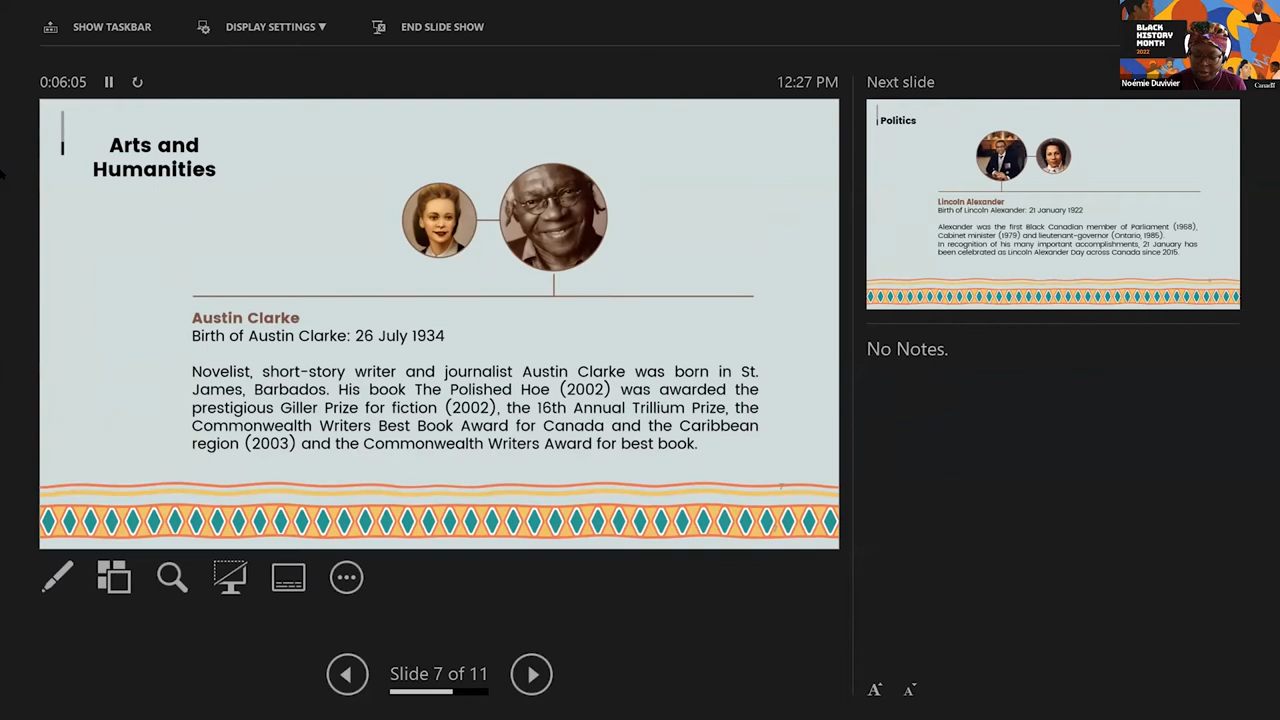 SHOW TASKBAR
DISPLAY SETTINGS ▼
END SLIDE SHOW
BLACK
HISTORY
MONTH
2022
Noémie Duvivier
Canada
0:06:05
12:27 PM
Arts and
Humanities
Austin Clarke
Birth of Austin Clarke: 26 July 1934
Novelist, short-story writer and journalist Austin Clarke was born in St.
James, Barbados. His book The Polished Hoe (2002) was awarded the
prestigious Giller Prize for fiction (2002), the 16th Annual Trillium Prize, the
Commonwealth Writers Best Book Award for Canada and the Caribbean
region (2003) and the Commonwealth Writers Award for best book.
7
Slide 7 of 11
Next slide
Politics
Lincoln Alexander
Birth of Lincoln Alexander: 21 January 1922
Alexander was the first Black Canadian member of Parliament (1968),
Cabinet minister (1979) and lieutenant-governor (Ontario, 1985).
In recognition of his many important accomplishments, 21 January has
been celebrated as Lincoln Alexander Day across Canada since 2015.
No Notes.
A A